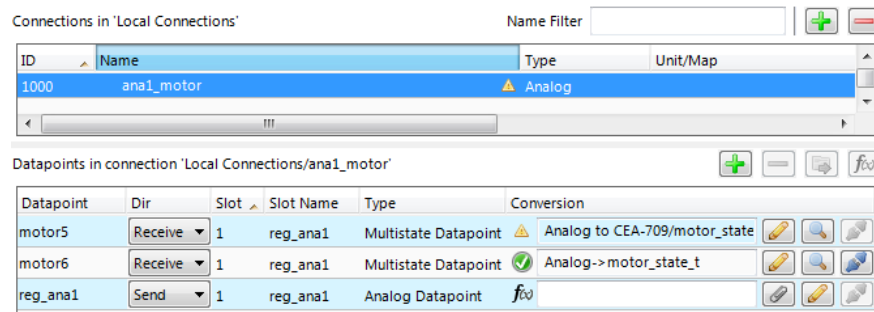 Connections in 'Local Connections' Name Filter
ID Name Type Unit/Map
1000 ana1_motor Analog
Datapoints in connection 'Local Connections/ana1_motor'
Datapoint Dir Slot Slot Name Type Conversion
motor5 Receive 1 reg_ana1 Multistate Datapoint Analog to CEA-709/motor_state
motor6 Receive 1 reg_ana1 Multistate Datapoint Analog->motor_state_t
reg_ana1 Send 1 reg_ana1 Analog Datapoint f(x)